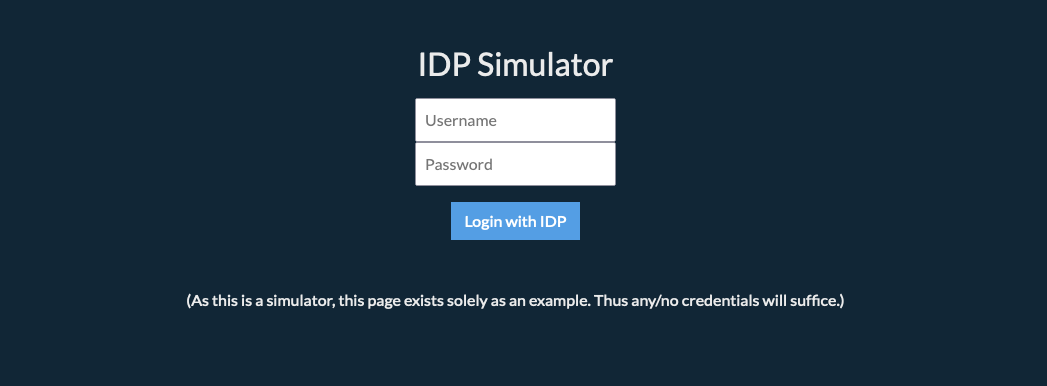 IDP Simulator
Username
Password
Login with IDP
(As this is a simulator, this page exists solely as an example. Thus any/no credentials will suffice.)